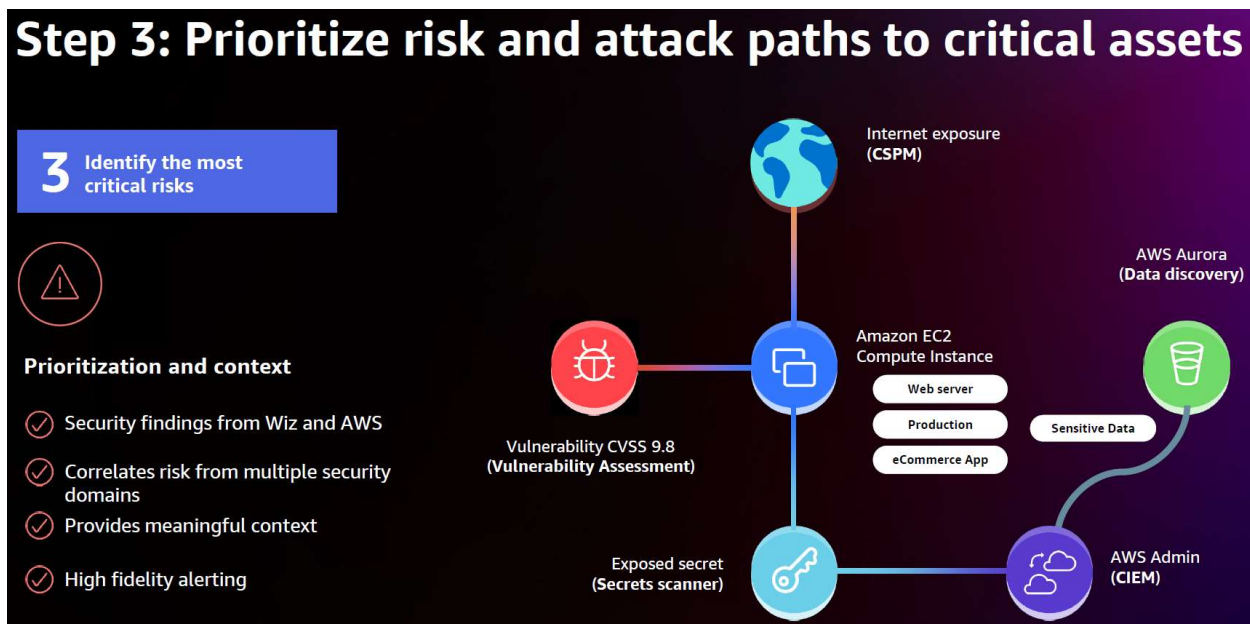 Step 3: Prioritize risk and attack paths to critical assets
3
Identify the most
critical risks
Prioritization and context
Security findings from Wiz and AWS
Correlates risk from multiple security
domains
Provides meaningful context
High fidelity alerting
Internet exposure
(CSPM)
AWS Aurora
(Data discovery)
Amazon EC2
Compute Instance
Web server
Production
eCommerce App
Sensitive Data
Vulnerability CVSS 9.8
(Vulnerability Assessment)
Exposed secret
(Secrets scanner)
AWS Admin
(CIEM)